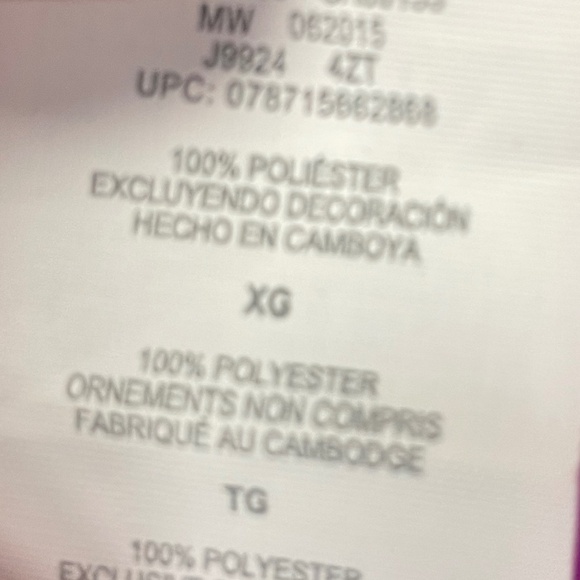 MW 062015
J9924 4ZT
UPC:
100% POLIÉSTER
EXCLUYENDO DECORACIÓN
HECHO EN CAMBOYA
XG
100% POLYESTER
ORNEMENTS NON COMPRIS
FABRIQUÉ AU CAMBODGE
TG
100% POLYESTER